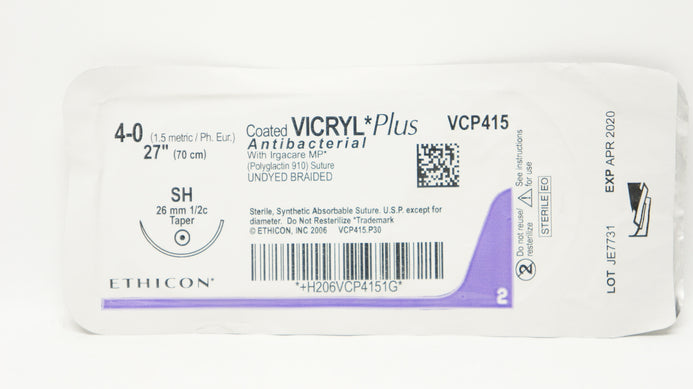 4-0 (1.5 metric / Ph. Eur.)
27" (70 cm)
SH
26 mm 1/2c
Taper
ETHICON*
Coated VICRYL* Plus
Antibacterial
With Irgacare MP*
(Polyglactin 910) Suture
UNDYED BRAIDED
VCP415
Sterile, Synthetic Absorbable Suture. U.S.P. except for
diameter. Do Not Resterilize *Trademark
© ETHICON, INC 2006 VCP415.P30
*+H206VCP4151G*
2
2
Do not reuse/
resterilize
See instructions
for use
STERILE EO
EXP APR 2020
LOT JE7731